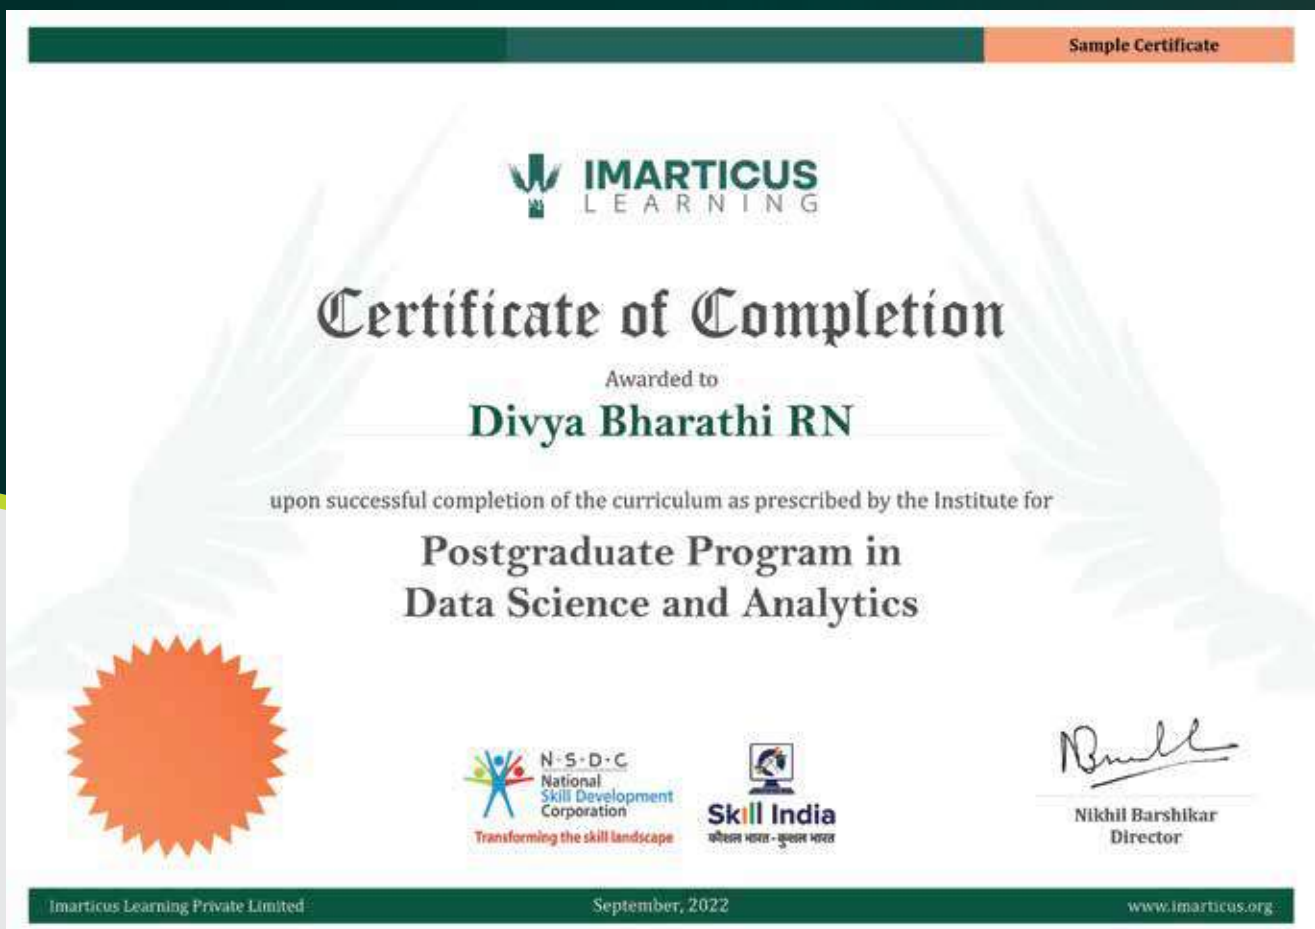 Sample Certificate
IMARTICUS
LEARNING
Certificate of Completion
Awarded to
Divya Bharathi RN
upon successful completion of the curriculum as prescribed by the Institute for
Postgraduate Program in
Data Science and Analytics
N·S·D·C
National
Skill Development
Corporation
Transforming the skill landscape
Skill India
कौशल भारत - कुशल भारत
Nikhil Barshikar
Director
Imarticus Learning Private Limited
September, 2022
www.imarticus.org